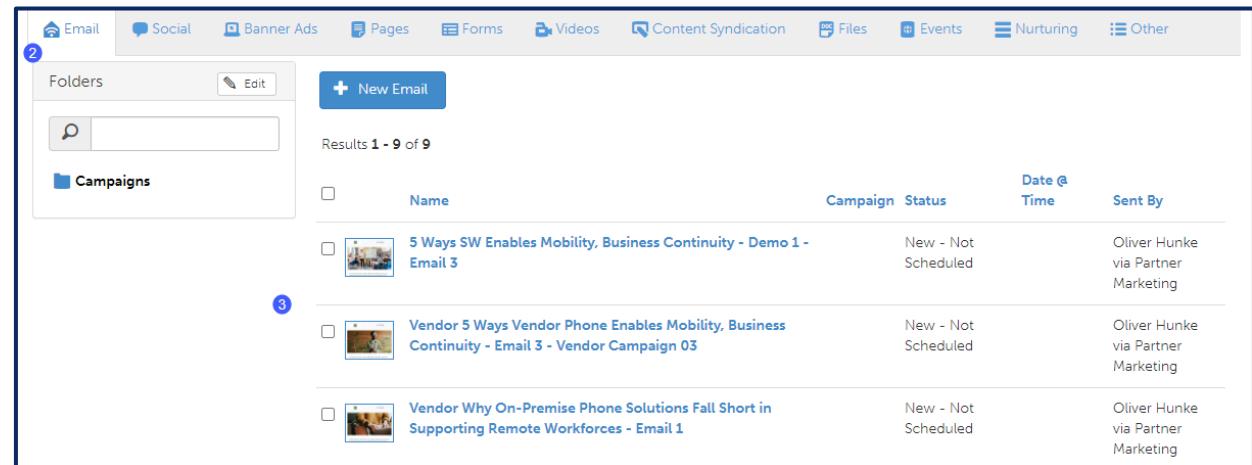 Email Social Banner Ads Pages Forms Videos Content Syndication Files Events Nurturing Other
2
Folders Edit
New Email
Results 1 - 9 of 9
Campaigns
Date @
Name Campaign Status Time Sent By
5 Ways SW Enables Mobility, Business Continuity - Demo 1 - New - Not Oliver Hunke
Email 3 Scheduled via Partner
Marketing
3
Vendor 5 Ways Vendor Phone Enables Mobility, Business New - Not Oliver Hunke
Continuity - Email 3 - Vendor Campaign 03 Scheduled via Partner
Marketing
Vendor Why On-Premise Phone Solutions Fall Short in New - Not Oliver Hunke
Supporting Remote Workforces - Email 1 Scheduled via Partner
Marketing